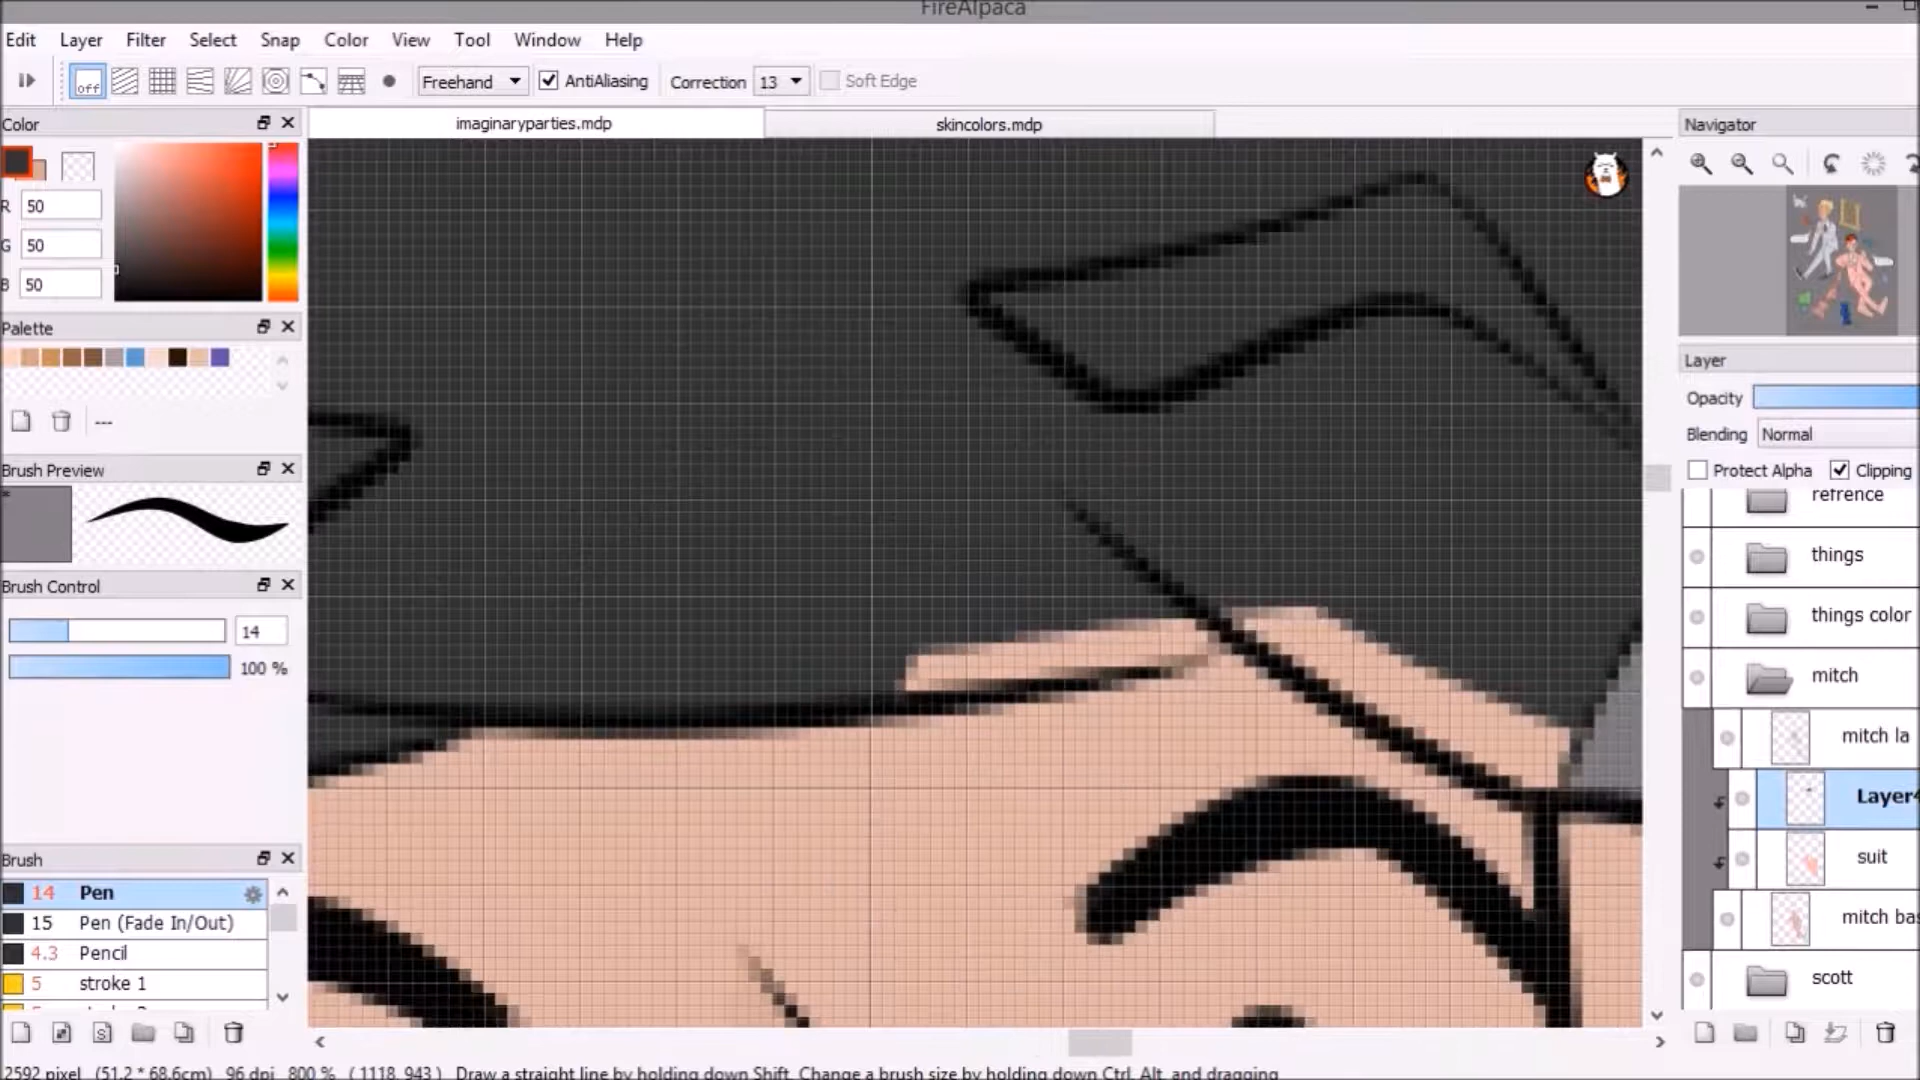 FireAlpaca
Edit Layer Filter Select Snap Color View Tool Window Help
off Freehand AntiAliasing Correction 13 Soft Edge
Color
imaginaryparties.mdp skincolors.mdp
Navigator
R 50
G 50
B 50
Palette
---
Brush Preview
*
Brush Control
14
100 %
Brush
14 Pen
15 Pen (Fade In/Out)
4.3 Pencil
5 stroke 1
Layer
Opacity
Blending Normal
Protect Alpha Clipping
refrence
things
things color
mitch
mitch la
Layer4
suit
mitch bas
scott
2592 pixel (51.2 * 68.6cm) 96 dpi 800 % ( 1118, 943 ) Draw a straight line by holding down Shift, Change a brush size by holding down Ctrl, Alt, and dragging